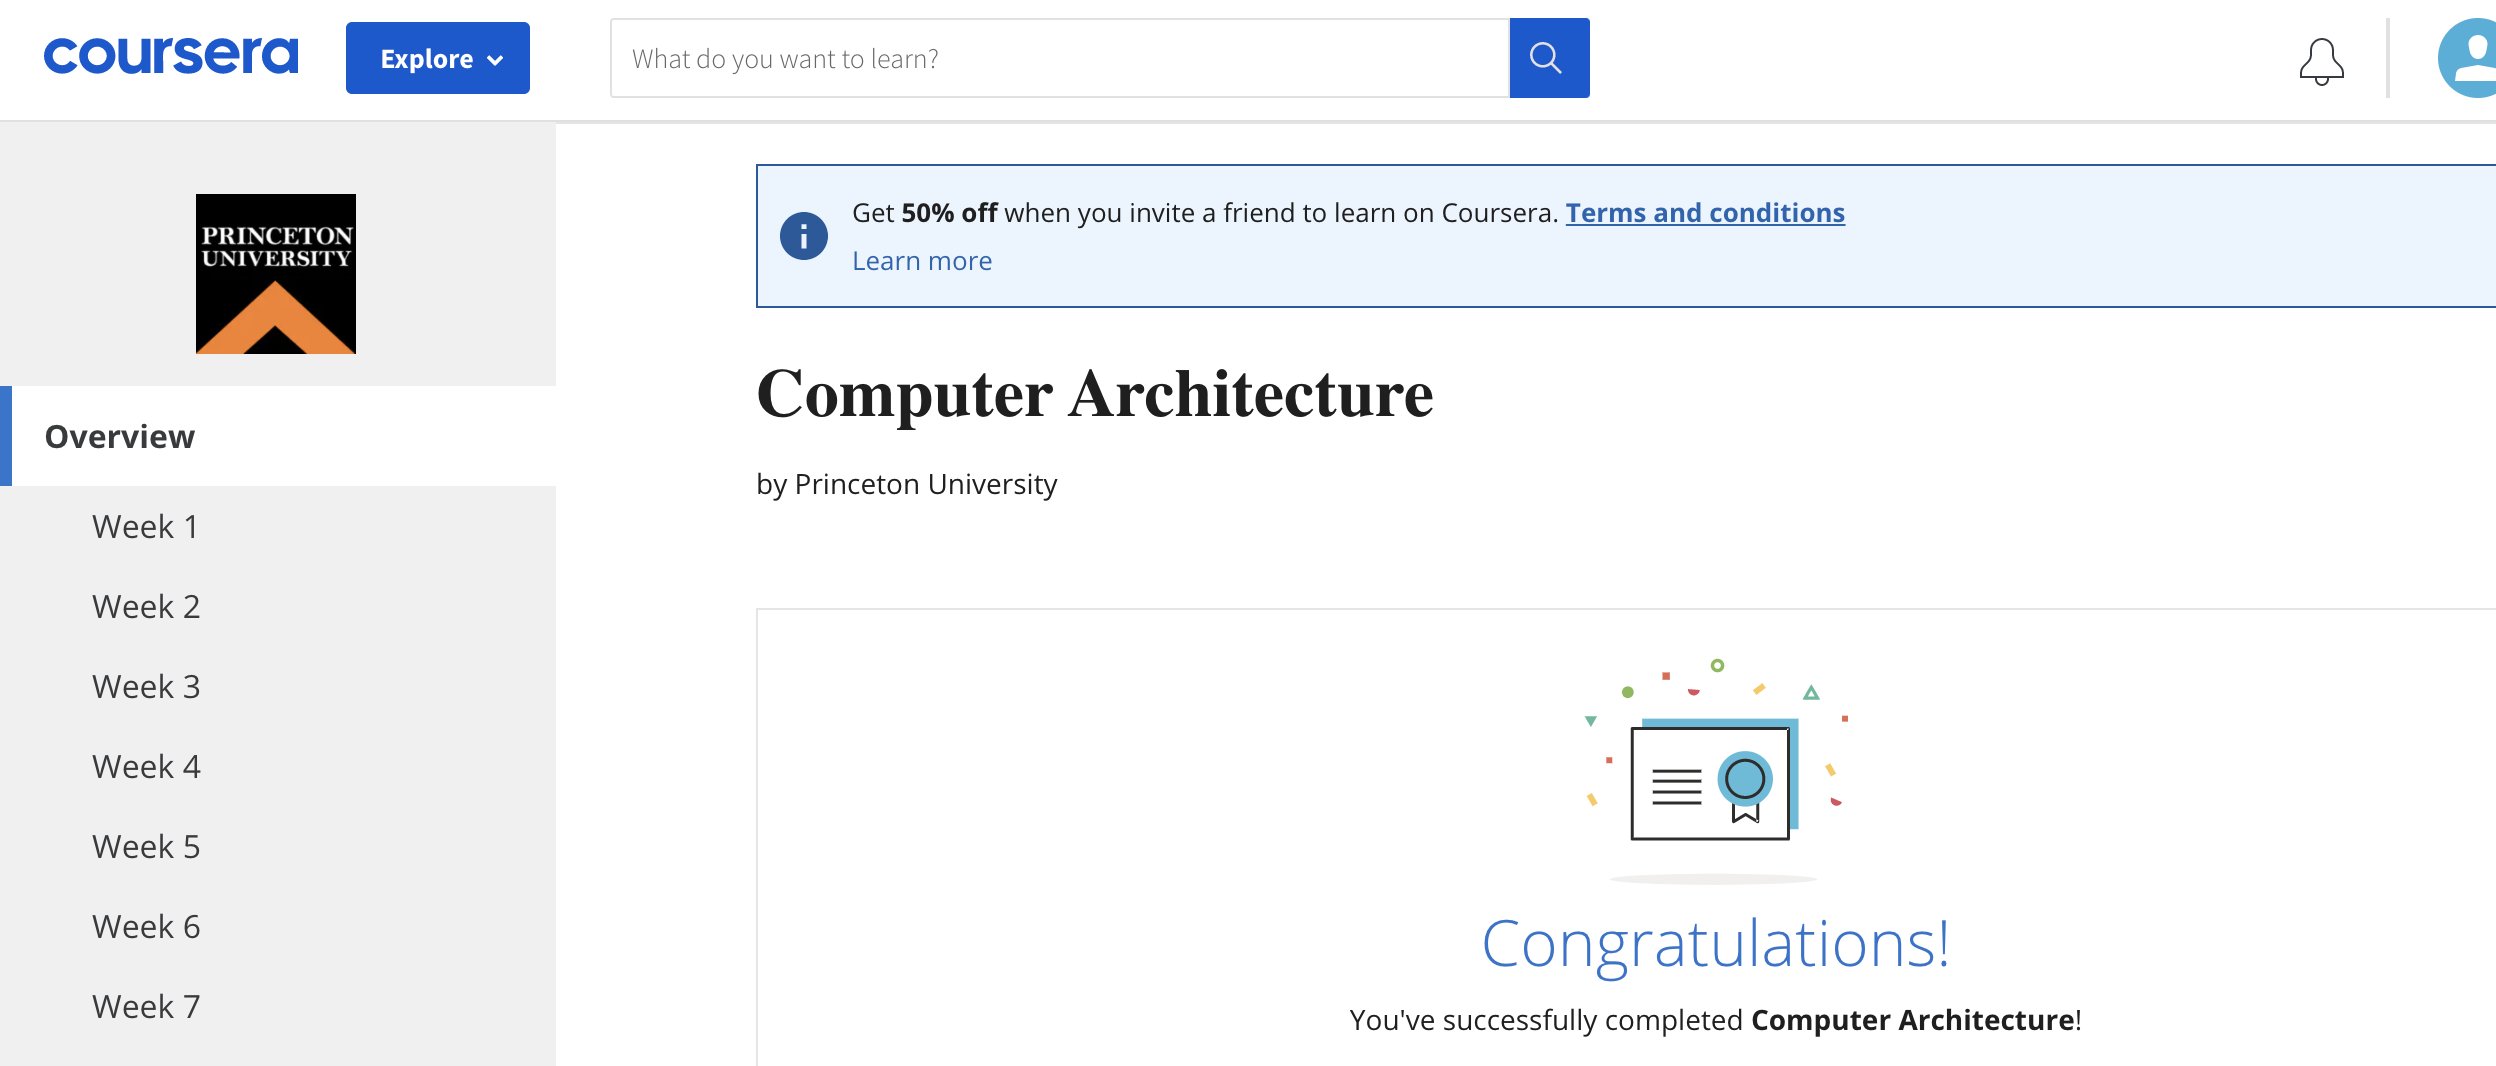 coursera
Explore
What do you want to learn?
PRINCETON
UNIVERSITY
Overview
Week 1
Week 2
Week 3
Week 4
Week 5
Week 6
Week 7
Get 50% off when you invite a friend to learn on Coursera. Terms and conditions
Learn more
Computer Architecture
by Princeton University
Congratulations!
You've successfully completed Computer Architecture!